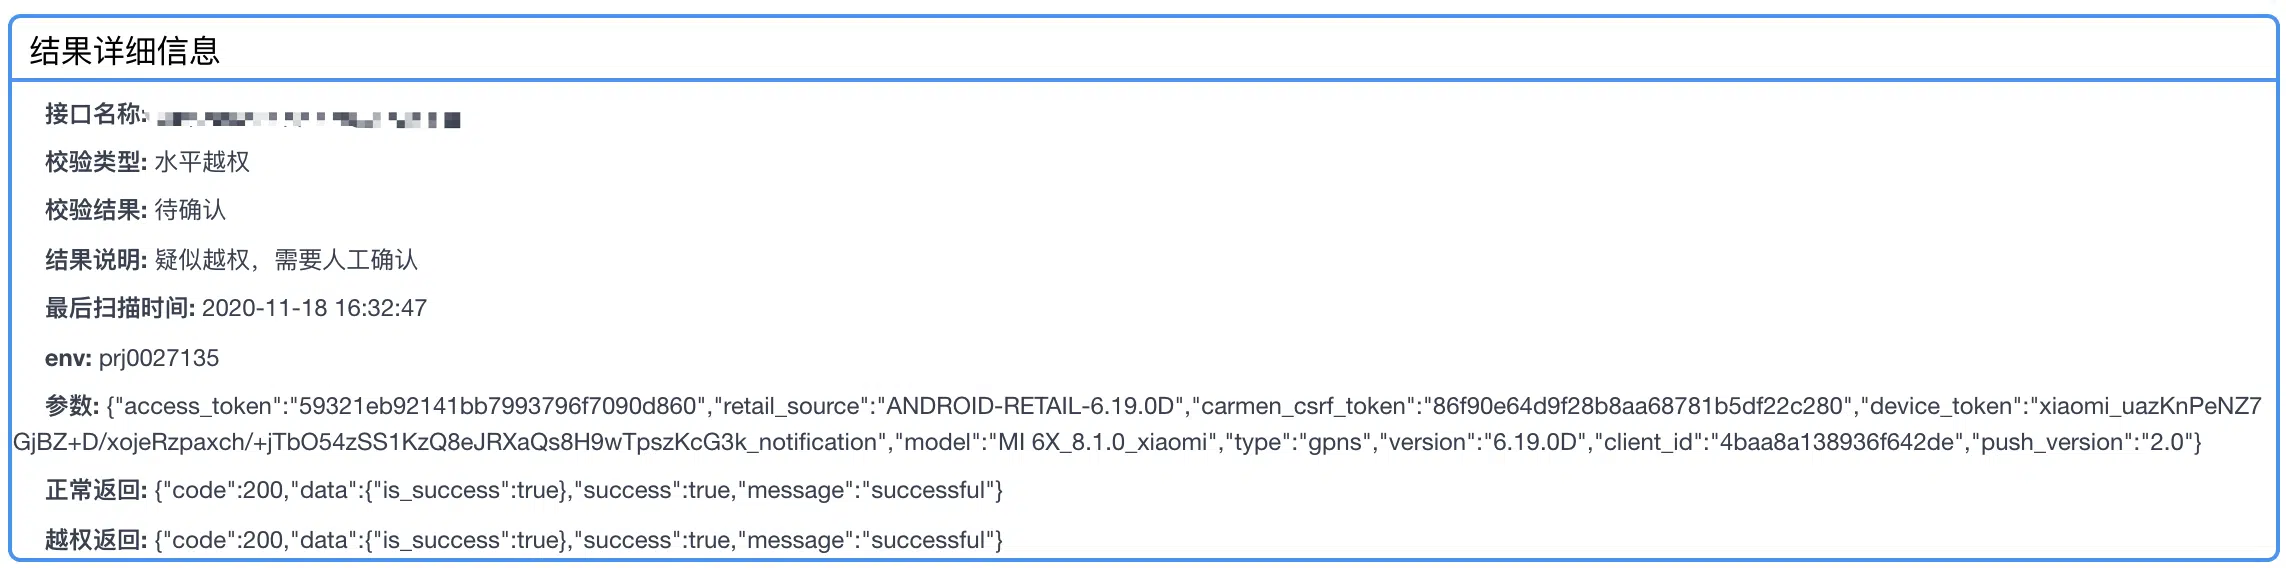 结果详细信息
接口名称:
校验类型: 水平越权
校验结果: 待确认
结果说明: 疑似越权，需要人工确认
最后扫描时间: 2020-11-18 16:32:47
env: prj0027135
参数: {"access_token":"59321eb92141bb7993796f7090d860","retail_source":"ANDROID-RETAIL-6.19.0D","carmen_csrf_token":"86f90e64d9f28b8aa68781b5df22c280","device_token":"xiaomi_uazKnPeNZ7
GjBZ+D/xojeRzpaxch/+jTbO54zSS1KzQ8eJRXaQs8H9wTpszKcG3k_notification","model":"MI 6X_8.1.0_xiaomi","type":"gpns","version":"6.19.0D","client_id":"4baa8a138936f642de","push_version":"2.0"}
正常返回: {"code":200,"data":{"is_success":true},"success":true,"message":"successful"}
越权返回: {"code":200,"data":{"is_success":true},"success":true,"message":"successful"}